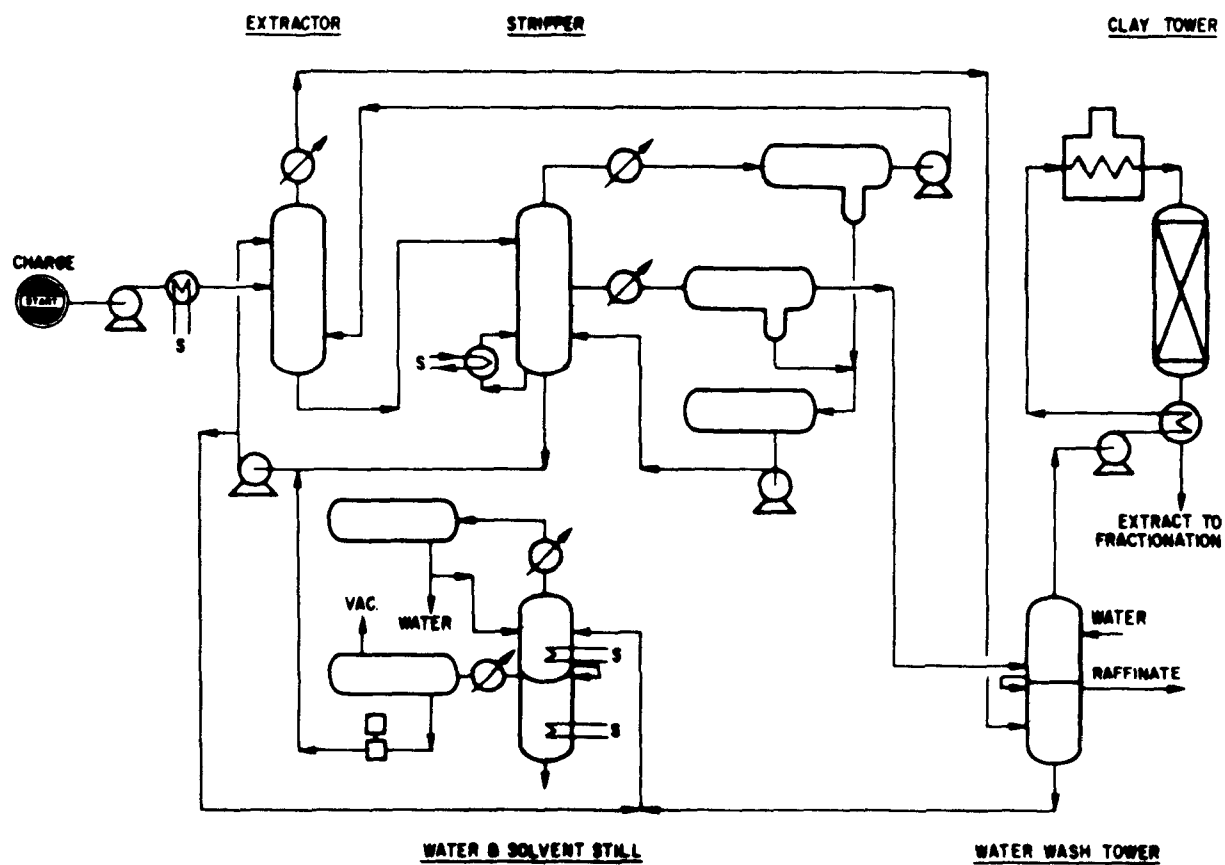 EXTRACTOR
STRIPPER
CLAY TOWER
CHARGE
START
S
S
EXTRACT TO
FRACTIONATION
VAC.
WATER
WATER
S
RAFFINATE
S
WATER & SOLVENT STILL
WATER WASH TOWER